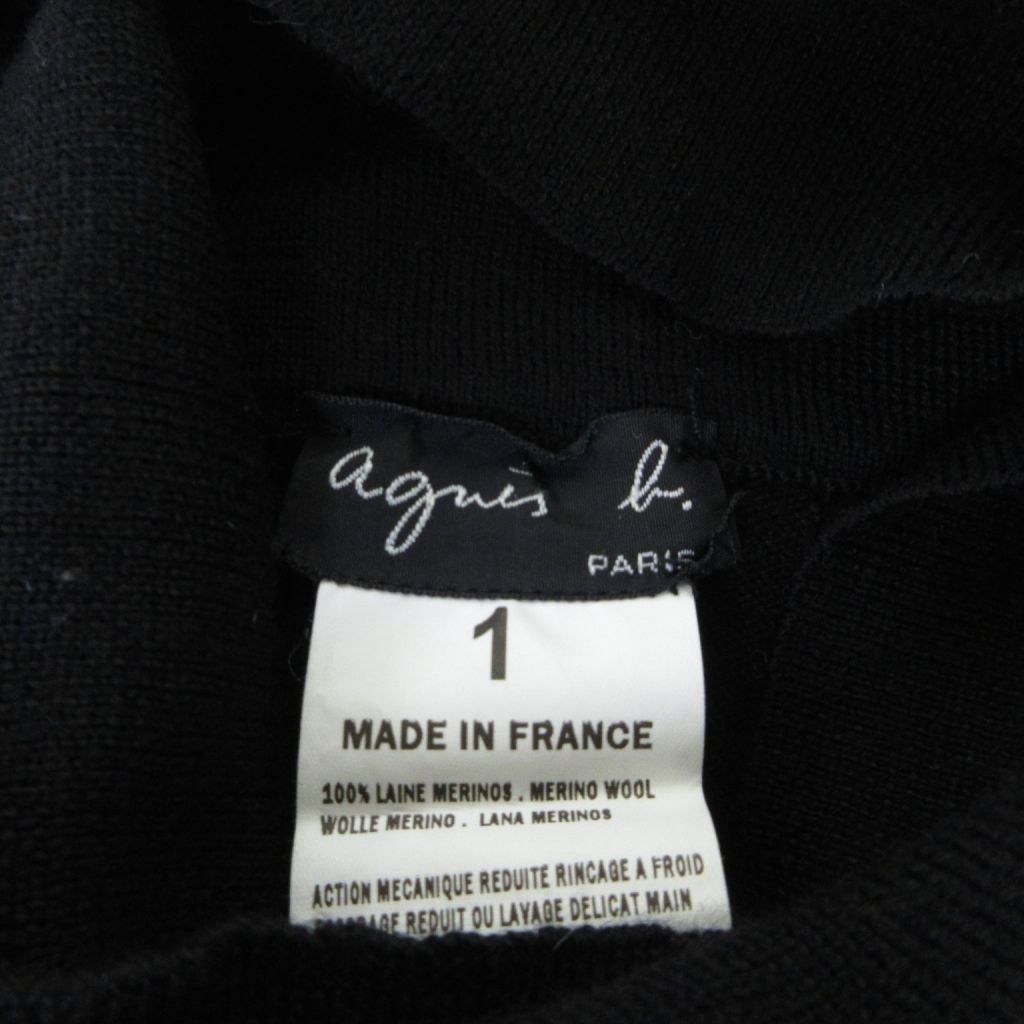 agnès b.
PARIS
1
MADE IN FRANCE
100% LAINE MERINOS . MERINO WOOL
WOLLE MERINO . LANA MERINOS
ACTION MECANIQUE REDUITE RINCAGE A FROID
REDUIT OU LAVAGE DELICAT MAIN